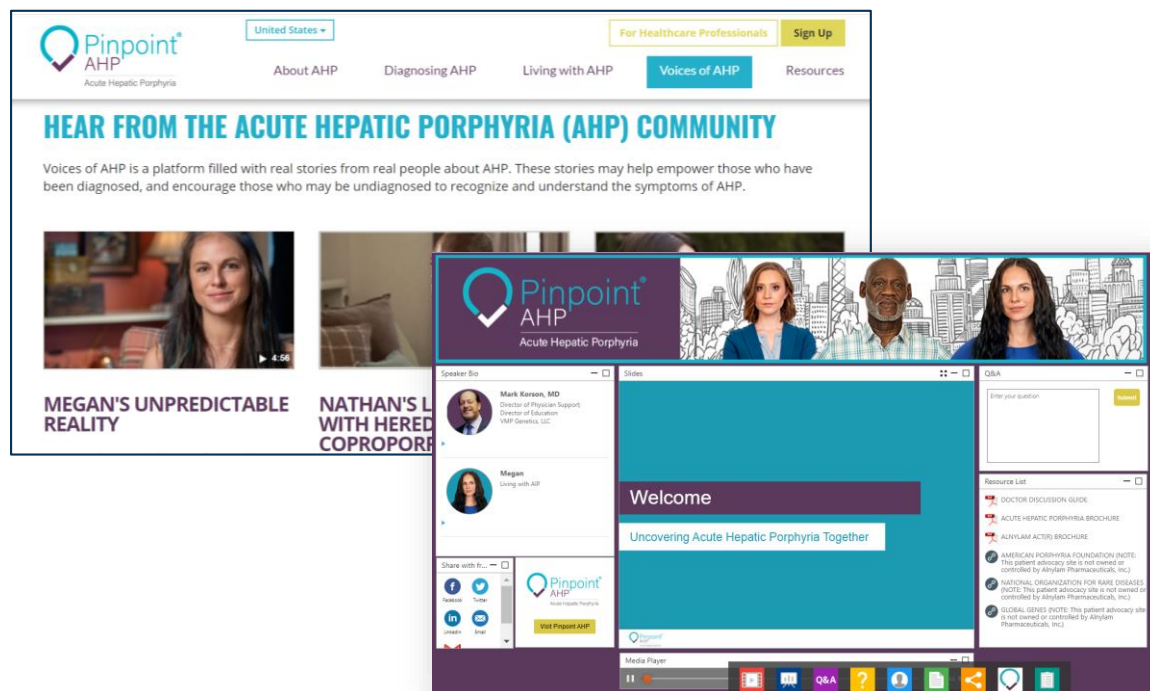 Pinpoint®
AHP
Acute Hepatic Porphyria
United States
For Healthcare Professionals
Sign Up
About AHP
Diagnosing AHP
Living with AHP
Voices of AHP
Resources
HEAR FROM THE ACUTE HEPATIC PORPHYRIA (AHP) COMMUNITY
Voices of AHP is a platform filled with real stories from real people about AHP. These stories may help empower those who have
been diagnosed, and encourage those who may be undiagnosed to recognize and understand the symptoms of AHP.
4:56
MEGAN'S UNPREDICTABLE
REALITY
NATHAN'S L
WITH HERED
COPROPORF
Pinpoint®
AHP
Acute Hepatic Porphyria
Speaker Bio
Mark Korson, MD
Director of Physician Support
Director of Education
VMP Genetics, LLC
Megan
Living with AIP
Share with fr...
Facebook
Twitter
LinkedIn
Email
Pinpoint®
AHP
Acute Hepatic Porphyria
Visit Pinpoint AHP
Slides
Welcome
Uncovering Acute Hepatic Porphyria Together
Pinpoint
Media Player
Q&A
Enter your question
Submit
Resource List
DOCTOR DISCUSSION GUIDE
ACUTE HEPATIC PORPHYRIA BROCHURE
ALNYLAM ACT(R) BROCHURE
AMERICAN PORPHYRIA FOUNDATION (NOTE:
This patient advocacy site is not owned or
controlled by Alnylam Pharmaceuticals, Inc.)
NATIONAL ORGANIZATION FOR RARE DISEASES
(NOTE: This patient advocacy site is not owned or
controlled by Alnylam Pharmaceuticals, Inc.)
GLOBAL GENES (NOTE: This patient advocacy site
is not owned or controlled by Alnylam
Pharmaceuticals, Inc.)
Q&A
?